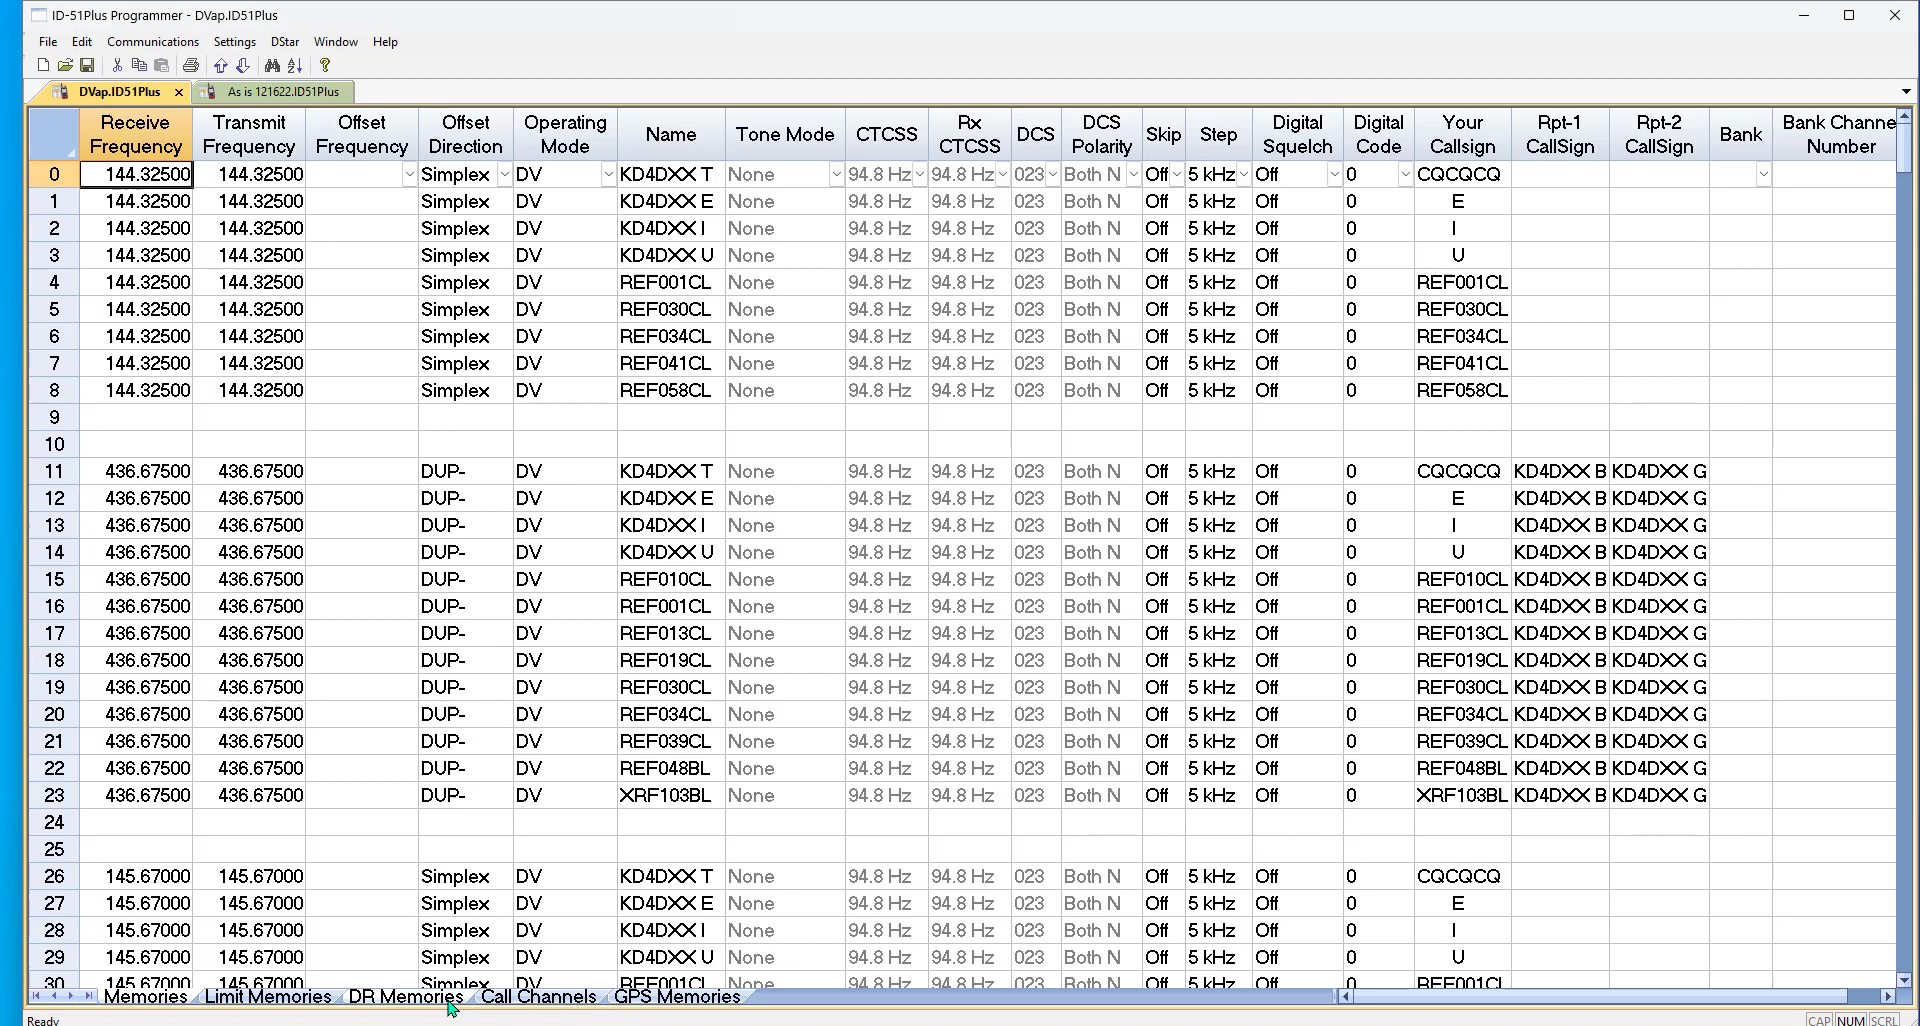 ID-51Plus Programmer - DVap.ID51Plus
File Edit Communications Settings DStar Window Help
DVap.ID51Plus As is 121622.ID51Plus
Receive Frequency Transmit Frequency Offset Frequency Offset Direction Operating Mode Name Tone Mode CTCSS Rx CTCSS DCS DCS Polarity Skip Step Digital Squelch Digital Code Your Callsign Rpt-1 CallSign Rpt-2 CallSign Bank Bank Channe Number
0 144.32500 144.32500 Simplex DV KD4DXX T None 94.8 Hz 94.8 Hz 023 Both N Off 5 kHz Off 0 CQCQCQ
1 144.32500 144.32500 Simplex DV KD4DXX E None 94.8 Hz 94.8 Hz 023 Both N Off 5 kHz Off 0 E
2 144.32500 144.32500 Simplex DV KD4DXX I None 94.8 Hz 94.8 Hz 023 Both N Off 5 kHz Off 0 I
3 144.32500 144.32500 Simplex DV KD4DXX U None 94.8 Hz 94.8 Hz 023 Both N Off 5 kHz Off 0 U
4 144.32500 144.32500 Simplex DV REF001CL None 94.8 Hz 94.8 Hz 023 Both N Off 5 kHz Off 0 REF001CL
5 144.32500 144.32500 Simplex DV REF030CL None 94.8 Hz 94.8 Hz 023 Both N Off 5 kHz Off 0 REF030CL
6 144.32500 144.32500 Simplex DV REF034CL None 94.8 Hz 94.8 Hz 023 Both N Off 5 kHz Off 0 REF034CL
7 144.32500 144.32500 Simplex DV REF041CL None 94.8 Hz 94.8 Hz 023 Both N Off 5 kHz Off 0 REF041CL
8 144.32500 144.32500 Simplex DV REF058CL None 94.8 Hz 94.8 Hz 023 Both N Off 5 kHz Off 0 REF058CL
9
10
11 436.67500 436.67500 DUP- DV KD4DXX T None 94.8 Hz 94.8 Hz 023 Both N Off 5 kHz Off 0 CQCQCQ KD4DXX B KD4DXX G
12 436.67500 436.67500 DUP- DV KD4DXX E None 94.8 Hz 94.8 Hz 023 Both N Off 5 kHz Off 0 E KD4DXX B KD4DXX G
13 436.67500 436.67500 DUP- DV KD4DXX I None 94.8 Hz 94.8 Hz 023 Both N Off 5 kHz Off 0 I KD4DXX B KD4DXX G
14 436.67500 436.67500 DUP- DV KD4DXX U None 94.8 Hz 94.8 Hz 023 Both N Off 5 kHz Off 0 U KD4DXX B KD4DXX G
15 436.67500 436.67500 DUP- DV REF010CL None 94.8 Hz 94.8 Hz 023 Both N Off 5 kHz Off 0 REF010CL KD4DXX B KD4DXX G
16 436.67500 436.67500 DUP- DV REF001CL None 94.8 Hz 94.8 Hz 023 Both N Off 5 kHz Off 0 REF001CL KD4DXX B KD4DXX G
17 436.67500 436.67500 DUP- DV REF013CL None 94.8 Hz 94.8 Hz 023 Both N Off 5 kHz Off 0 REF013CL KD4DXX B KD4DXX G
18 436.67500 436.67500 DUP- DV REF019CL None 94.8 Hz 94.8 Hz 023 Both N Off 5 kHz Off 0 REF019CL KD4DXX B KD4DXX G
19 436.67500 436.67500 DUP- DV REF030CL None 94.8 Hz 94.8 Hz 023 Both N Off 5 kHz Off 0 REF030CL KD4DXX B KD4DXX G
20 436.67500 436.67500 DUP- DV REF034CL None 94.8 Hz 94.8 Hz 023 Both N Off 5 kHz Off 0 REF034CL KD4DXX B KD4DXX G
21 436.67500 436.67500 DUP- DV REF039CL None 94.8 Hz 94.8 Hz 023 Both N Off 5 kHz Off 0 REF039CL KD4DXX B KD4DXX G
22 436.67500 436.67500 DUP- DV REF048BL None 94.8 Hz 94.8 Hz 023 Both N Off 5 kHz Off 0 REF048BL KD4DXX B KD4DXX G
23 436.67500 436.67500 DUP- DV XRF103BL None 94.8 Hz 94.8 Hz 023 Both N Off 5 kHz Off 0 XRF103BL KD4DXX B KD4DXX G
24
25
26 145.67000 145.67000 Simplex DV KD4DXX T None 94.8 Hz 94.8 Hz 023 Both N Off 5 kHz Off 0 CQCQCQ
27 145.67000 145.67000 Simplex DV KD4DXX E None 94.8 Hz 94.8 Hz 023 Both N Off 5 kHz Off 0 E
28 145.67000 145.67000 Simplex DV KD4DXX I None 94.8 Hz 94.8 Hz 023 Both N Off 5 kHz Off 0 I
29 145.67000 145.67000 Simplex DV KD4DXX U None 94.8 Hz 94.8 Hz 023 Both N Off 5 kHz Off 0 U
30 145.67000 145.67000 Simplex DV REF001CL None 94.8 Hz 94.8 Hz 023 Both N Off 5 kHz Off 0 REF001CL
Memories Limit Memories DR Memories Call Channels GPS Memories
Ready CAP NUM SCRL